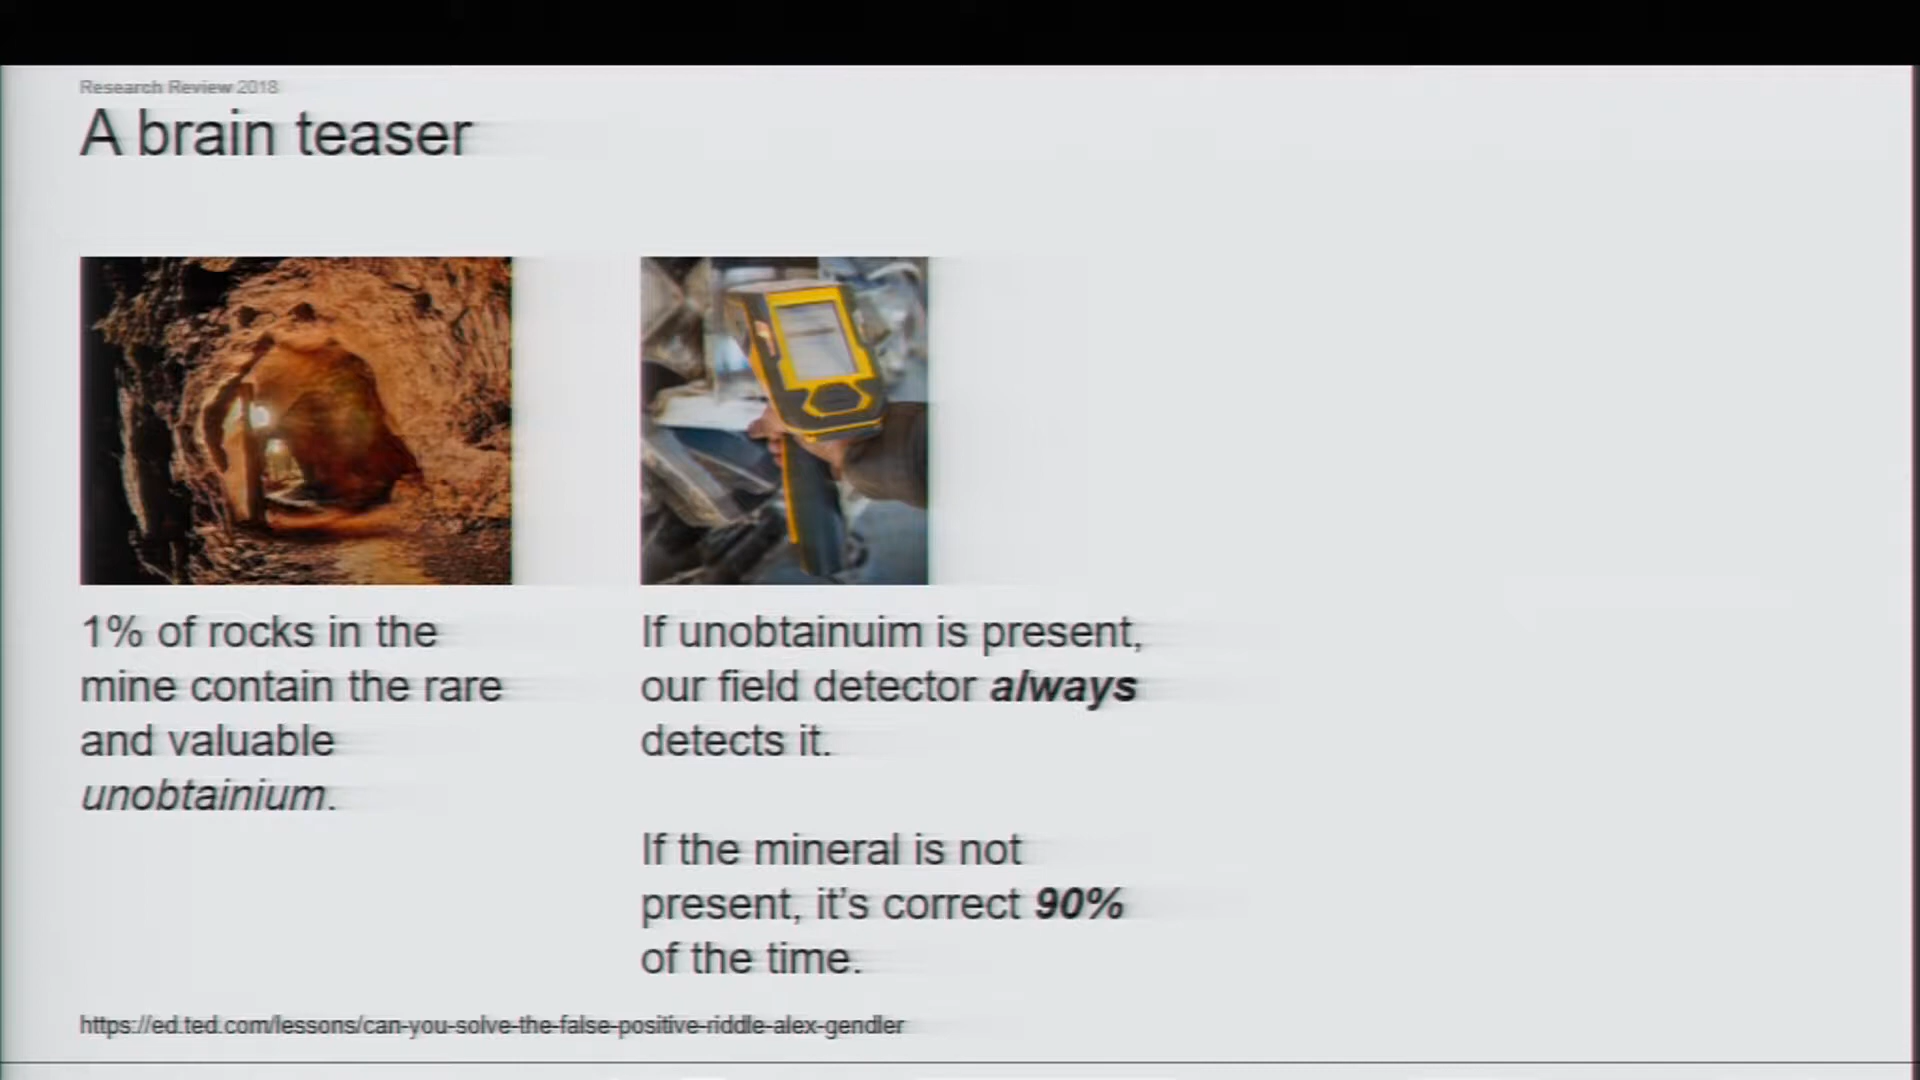 Research Review 2018
A brain teaser
1% of rocks in the
mine contain the rare
and valuable
unobtainium.
If unobtainuim is present,
our field detector always
detects it.
If the mineral is not
present, it's correct 90%
of the time.
https://ed.ted.com/lessons/can-you-solve-the-false-positive-riddle-alex-gendler